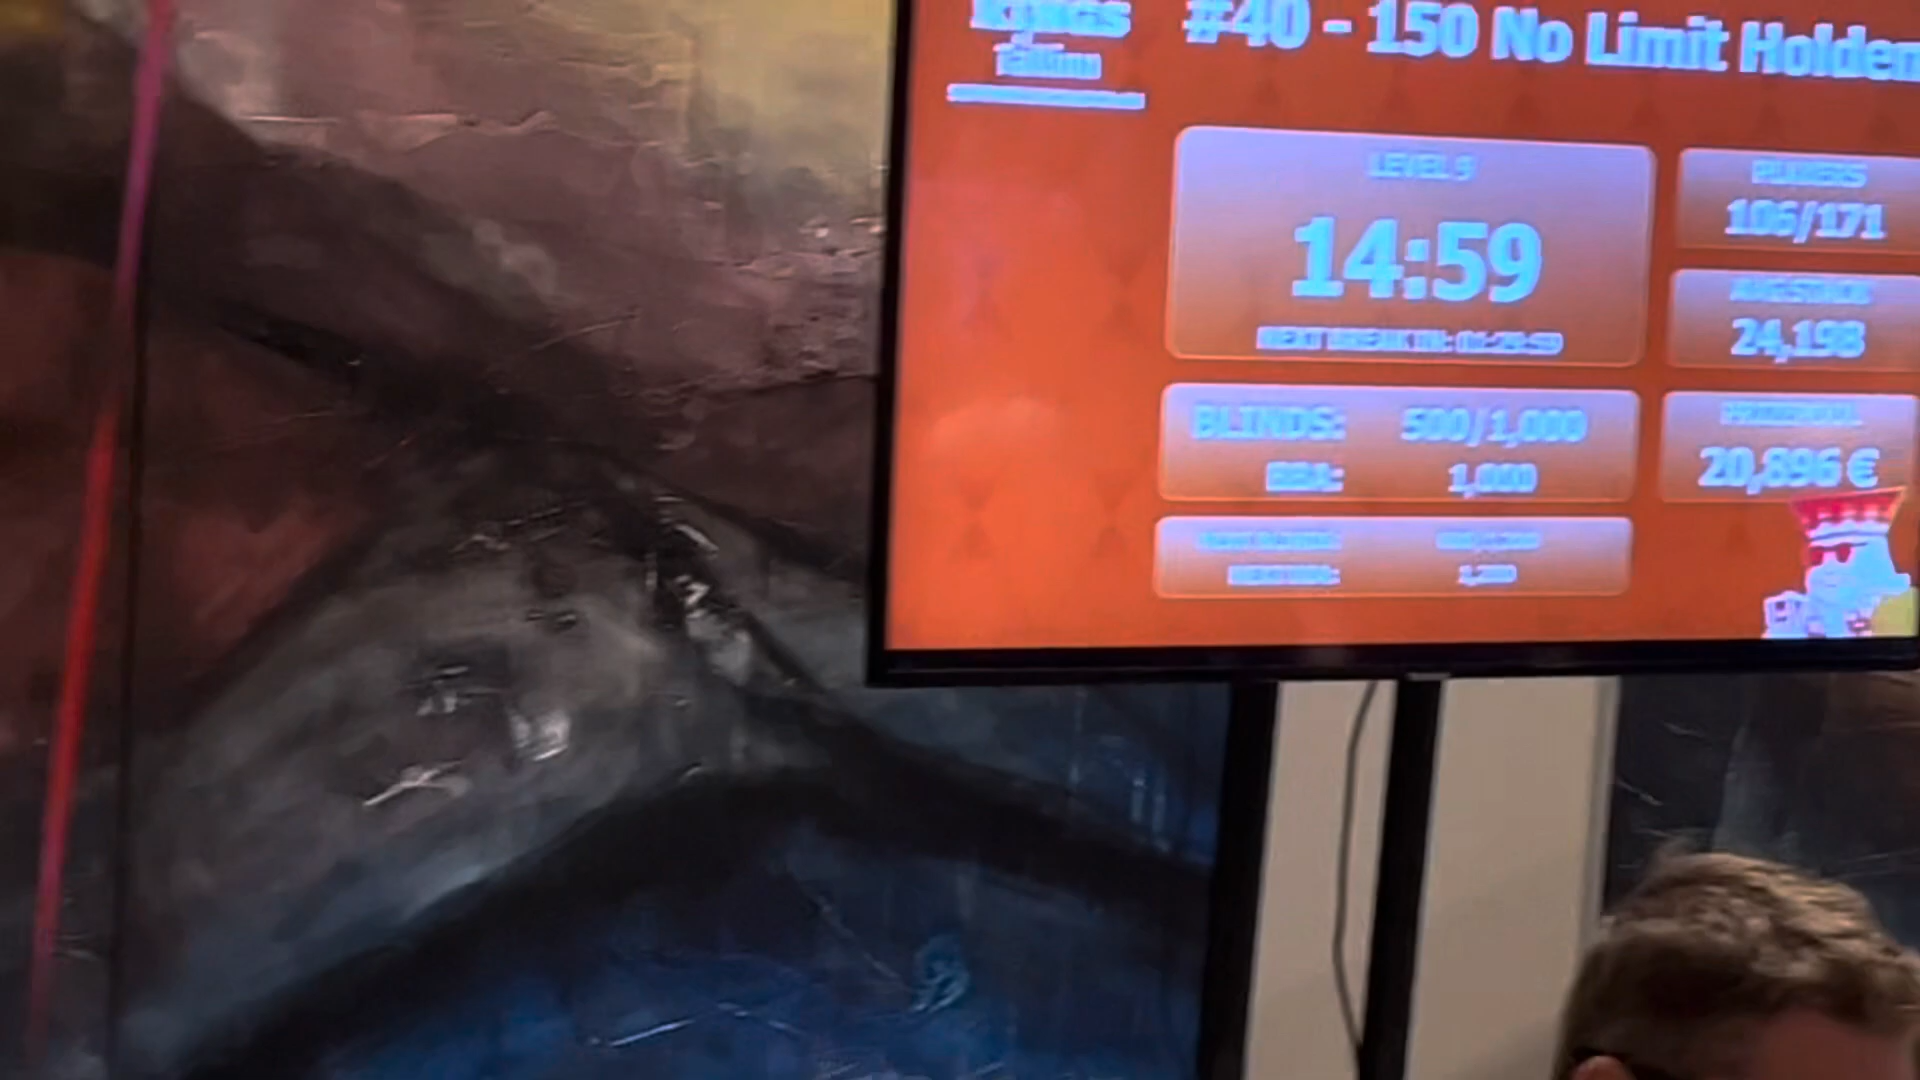 KINGS
Tallinn
#40 - 150 No Limit Holdem
LEVEL 9
14:59
PLAYERS
106/171
AVG STACK
24,198
PRIZEPOOL
20,896 €
BLINDS: 500/1,000
BBA: 1,000